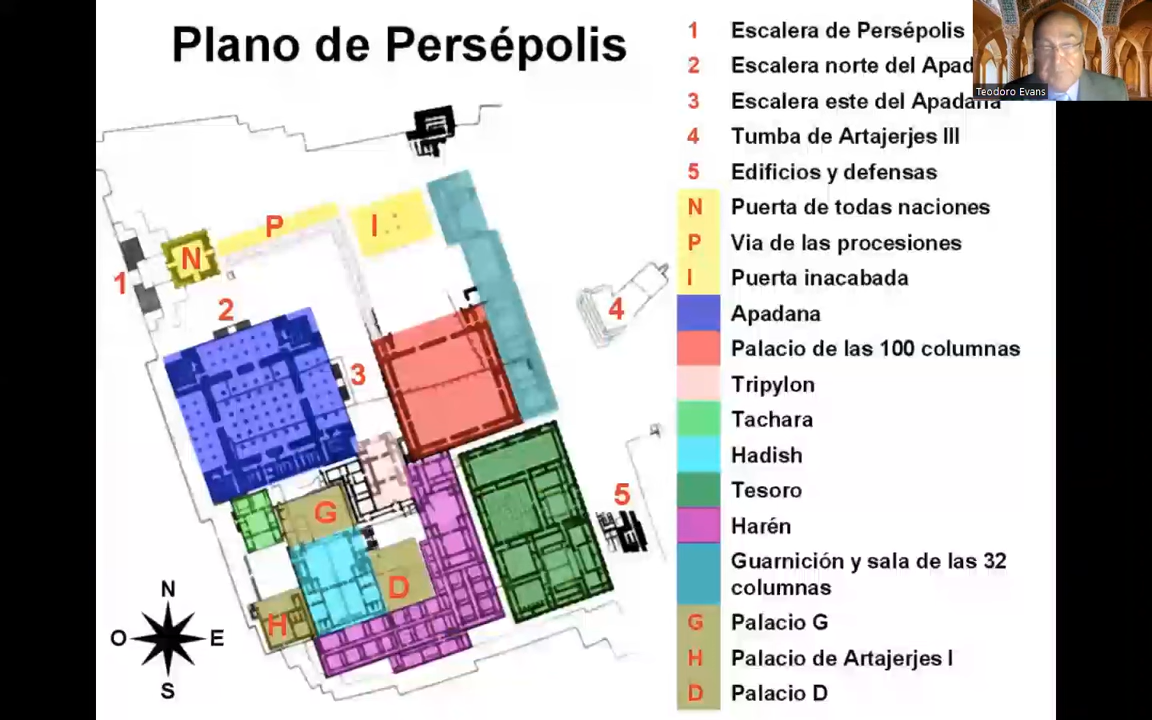 Plano de Persépolis
1 Escalera de Persépolis
2 Escalera norte del Apad
3 Escalera este del Apadana
4 Tumba de Artajerjes III
5 Edificios y defensas
N Puerta de todas naciones
P Via de las procesiones
I Puerta inacabada
Apadana
Palacio de las 100 columnas
Tripylon
Tachara
Hadish
Tesoro
Harén
Guarnición y sala de las 32
columnas
G Palacio G
H Palacio de Artajerjes I
D Palacio D
Teodoro Evans
P
I
N
1
2
4
3
5
G
D
H
N
O E
S